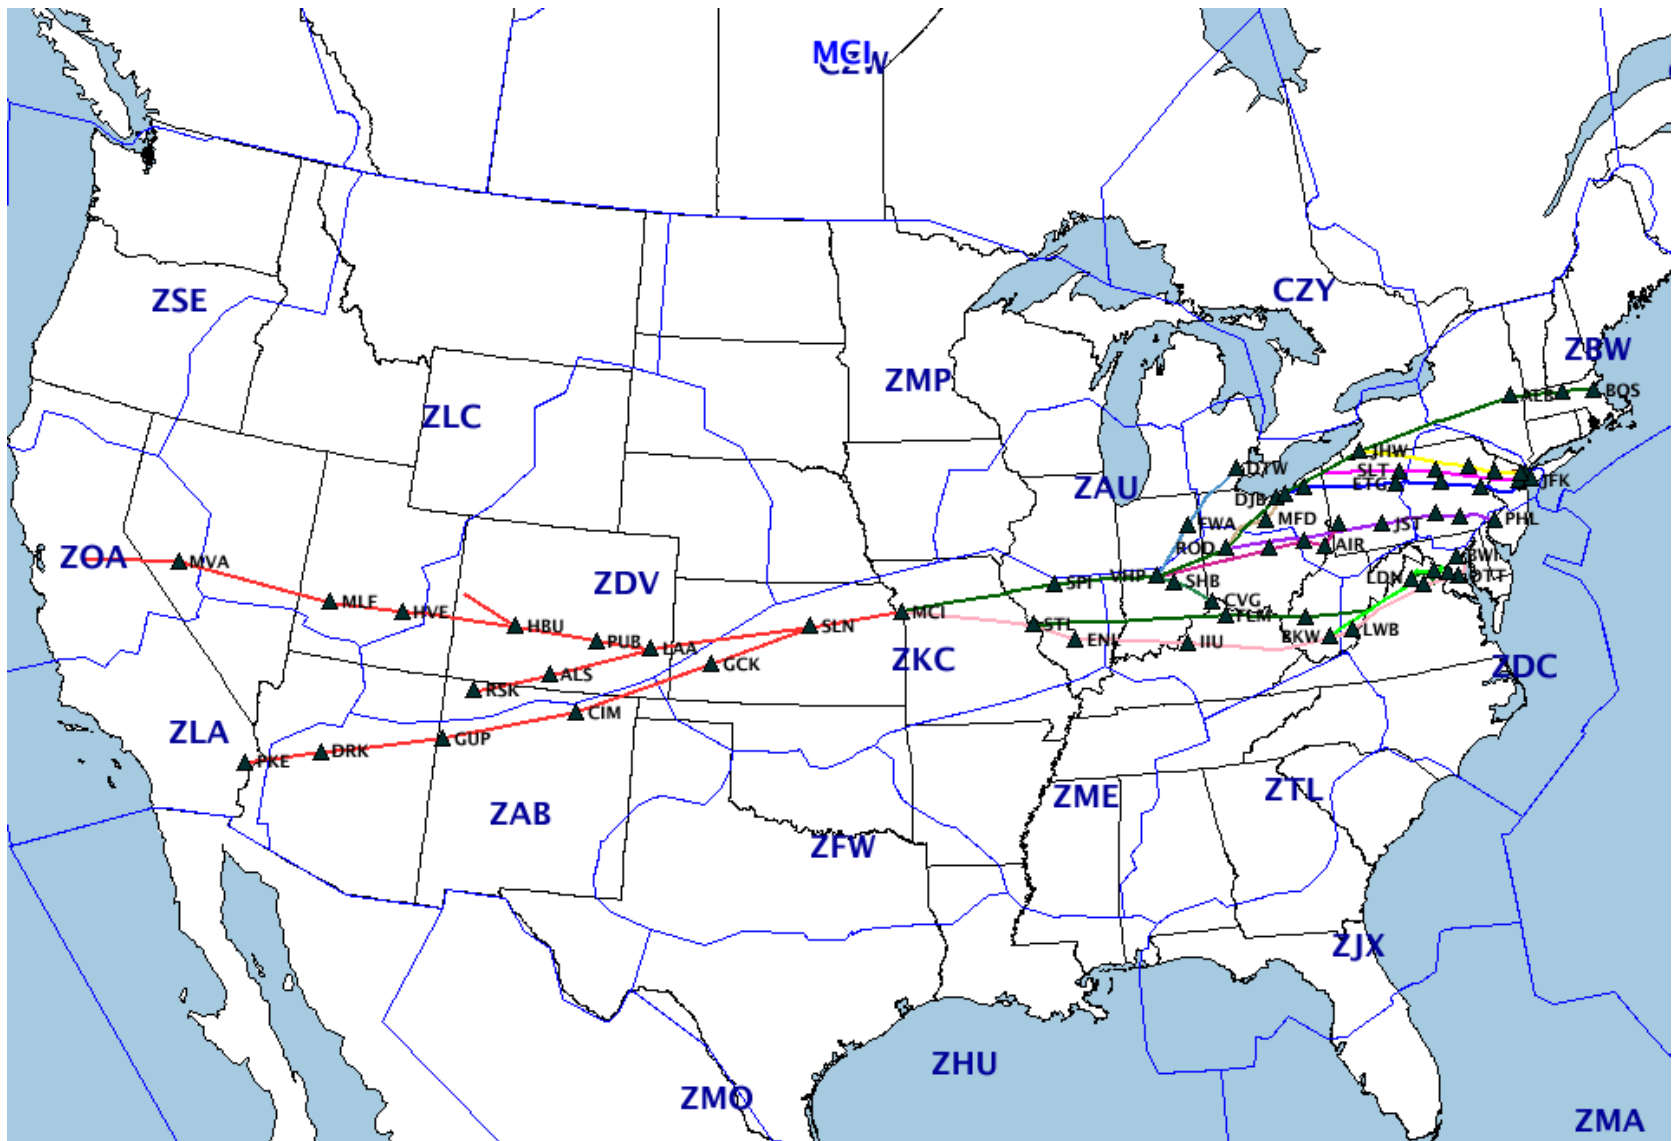 MCI
CZW
CZY
ZSE
ZBW
ZMP
ZLC
ALB
BOS
JHW
DTW
SLT
ETG
JFK
ZAU
DJB
FWA
MFD
JST
PHL
ROD
AIR
ZOA
MVA
BWI
VHP
SHB
LDN
OTT
ZDV
SPI
MLF
HVE
MCI
CVG
FLM
HBU
SLN
STL
BKW
LWB
PUB
LAA
ENL
IIU
ZKC
GCK
ZDC
ALS
RSK
CIM
ZLA
GUP
DRK
PKE
ZME
ZTL
ZAB
ZFW
ZJX
ZHU
ZMO
ZMA